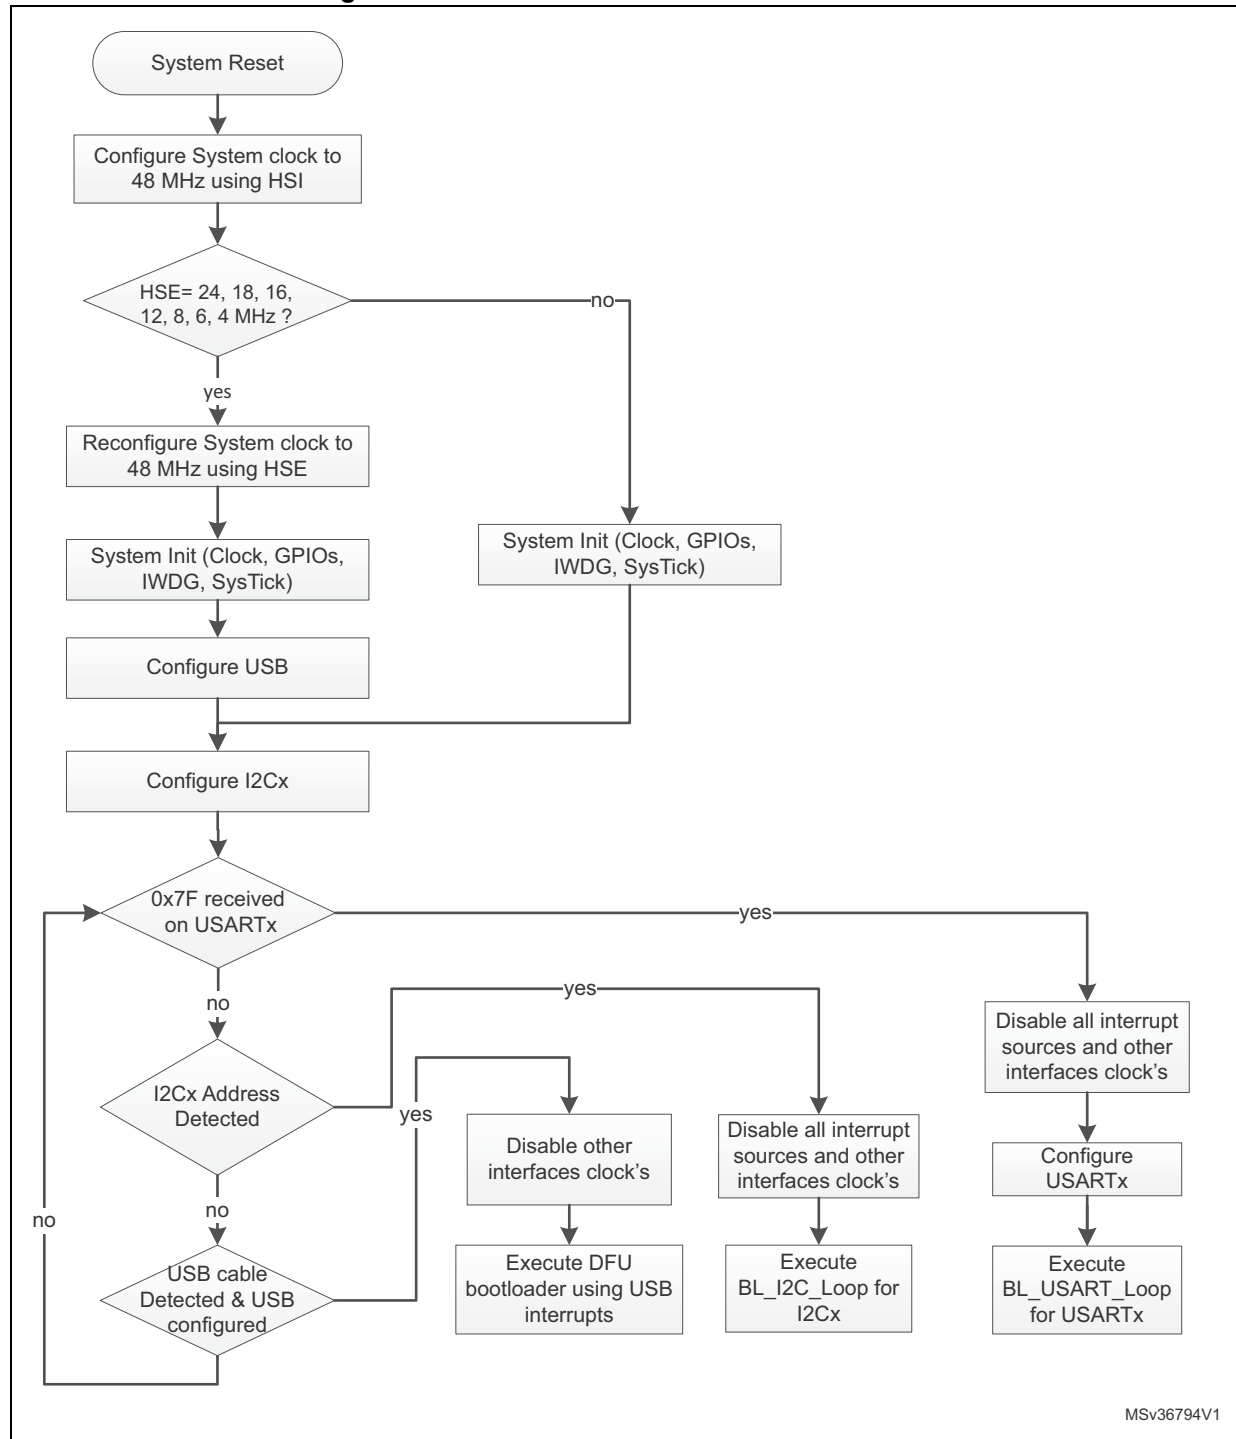 System Reset
Configure System clock to
48 MHz using HSI
HSE= 24, 18, 16,
12, 8, 6, 4 MHz ?
no
yes
Reconfigure System clock to
48 MHz using HSE
System Init (Clock, GPIOs,
IWDG, SysTick)
System Init (Clock, GPIOs,
IWDG, SysTick)
Configure USB
Configure I2Cx
0x7F received
on USARTx
yes
no
yes
Disable all interrupt
sources and other
interfaces clock's
I2Cx Address
Detected
yes
Disable other
interfaces clock's
Disable all interrupt
sources and other
interfaces clock's
Configure
USARTx
no
no
USB cable
Detected & USB
configured
Execute DFU
bootloader using USB
interrupts
Execute
BL_I2C_Loop for
I2Cx
Execute
BL_USART_Loop
for USARTx
MSv36794V1